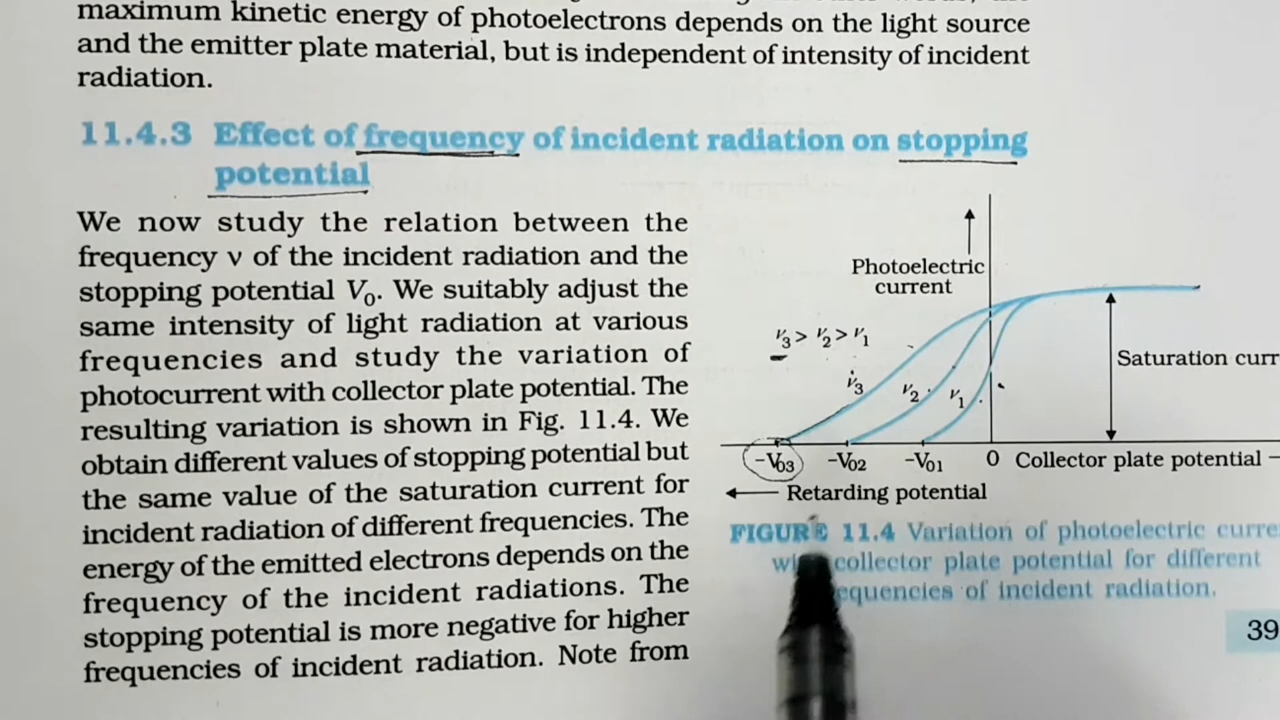 maximum kinetic energy of photoelectrons depends on the light source
and the emitter plate material, but is independent of intensity of incident
radiation.
11.4.3 Effect of frequency of incident radiation on stopping
potential
We now study the relation between the
frequency ν of the incident radiation and the
stopping potential V₀. We suitably adjust the
same intensity of light radiation at various
frequencies and study the variation of
photocurrent with collector plate potential. The
resulting variation is shown in Fig. 11.4. We
obtain different values of stopping potential but
the same value of the saturation current for
incident radiation of different frequencies. The
energy of the emitted electrons depends on the
frequency of the incident radiations. The
stopping potential is more negative for higher
frequencies of incident radiation. Note from
Photoelectric
current
ν₃ > ν₂ > ν₁
ν₃ ν₂ ν₁
Saturation curr
-V₀₃ -V₀₂ -V₀₁ 0 Collector plate potential
Retarding potential
FIGURE 11.4 Variation of photoelectric curre
collector plate potential for different
equencies of incident radiation.
39